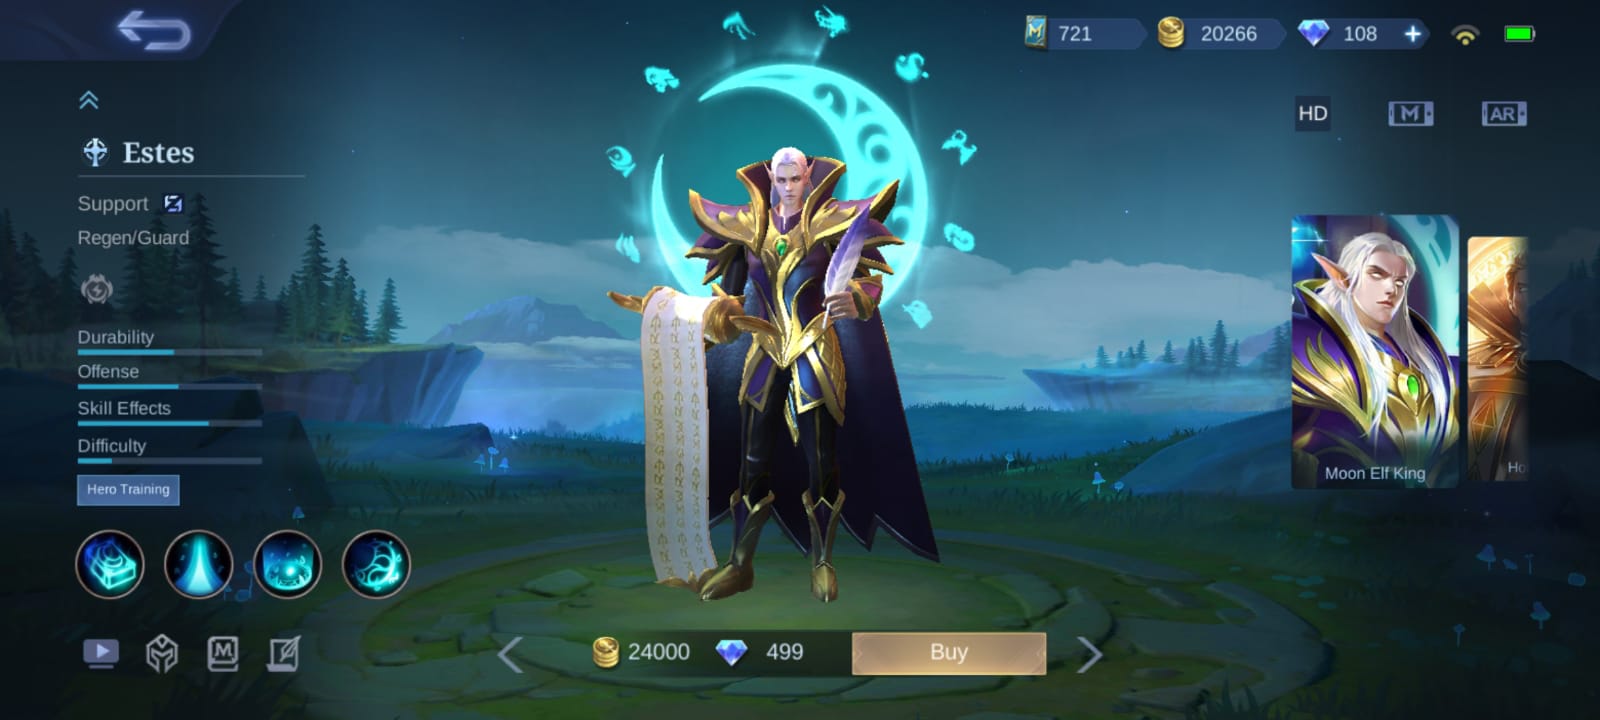 721
20266
108
HD
M
AR
Estes
Support
Regen/Guard
Durability
Offense
Skill Effects
Difficulty
Hero Training
Moon Elf King
Ho
24000
499
Buy